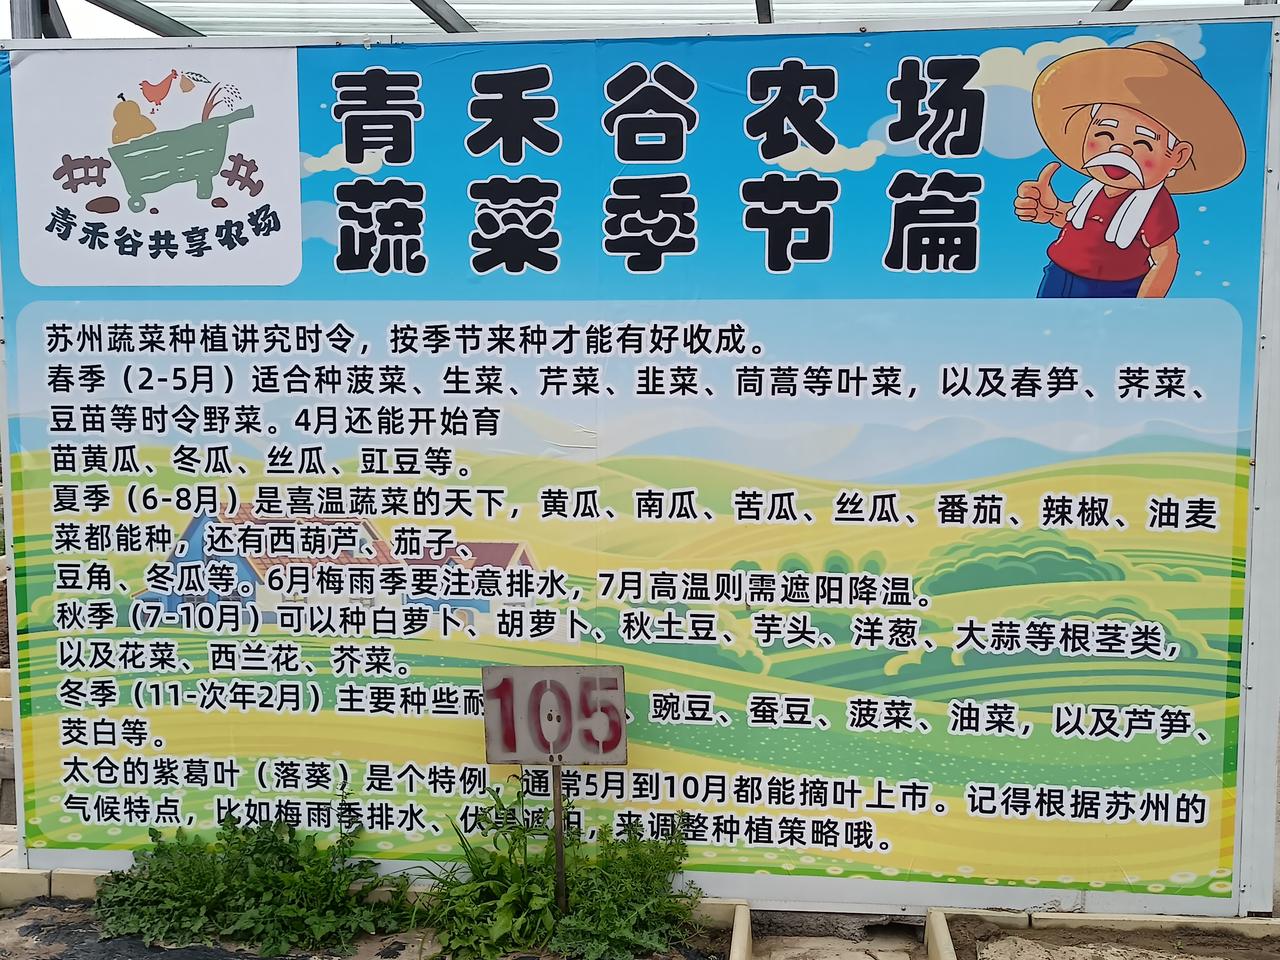 青禾谷共享农场
青禾谷农场
蔬菜季节篇
苏州蔬菜种植讲究时令，按季节来种才能有好收成。
春季（2-5月）适合种菠菜、生菜、芹菜、韭菜、茼蒿等叶菜，以及春笋、荠菜、
豆苗等时令野菜。4月还能开始育
苗黄瓜、冬瓜、丝瓜、豇豆等。
夏季（6-8月）是喜温蔬菜的天下，黄瓜、南瓜、苦瓜、丝瓜、番茄、辣椒、油麦
菜都能种，还有西葫芦、茄子、
豆角、冬瓜等。6月梅雨季要注意排水，7月高温则需遮阳降温。
秋季（7-10月）可以种白萝卜、胡萝卜、秋土豆、芋头、洋葱、大蒜等根茎类，
以及花菜、西兰花、芥菜。
冬季（11-次年2月）主要种些耐、豌豆、蚕豆、菠菜、油菜，以及芦笋、
茭白等。
105
太仓的紫葛叶（落葵）是个特例，通常5月到10月都能摘叶上市。记得根据苏州的
气候特点，比如梅雨季排水、伏旱遮阳，来调整种植策略哦。